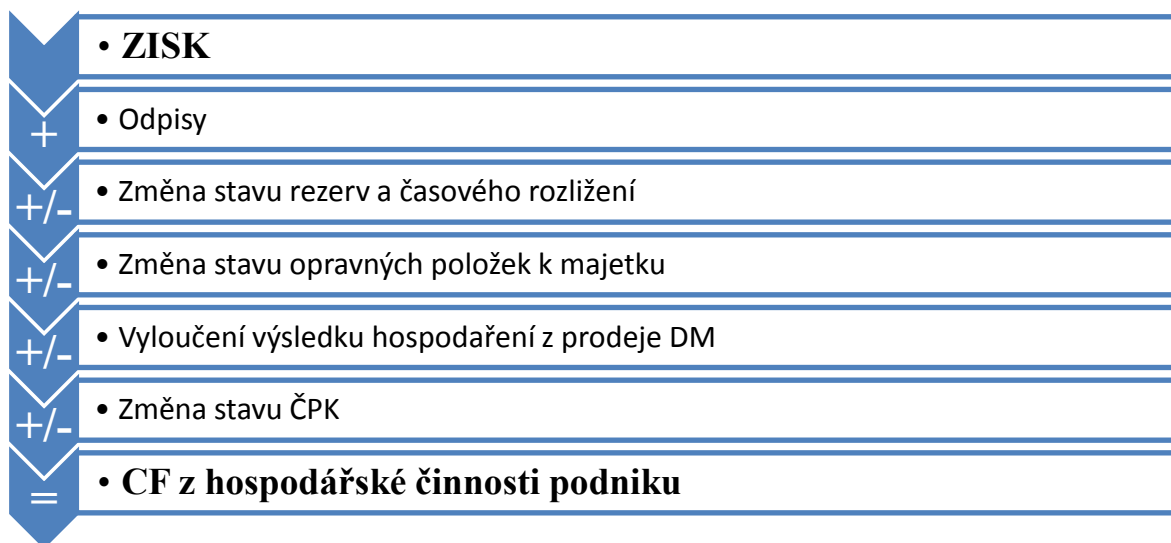 • ZISK
+ • Odpisy
+/- • Změna stavu rezerv a časového rozližení
+/- • Změna stavu opravných položek k majetku
+/- • Vyloučení výsledku hospodaření z prodeje DM
+/- • Změna stavu ČPK
= • CF z hospodářské činnosti podniku